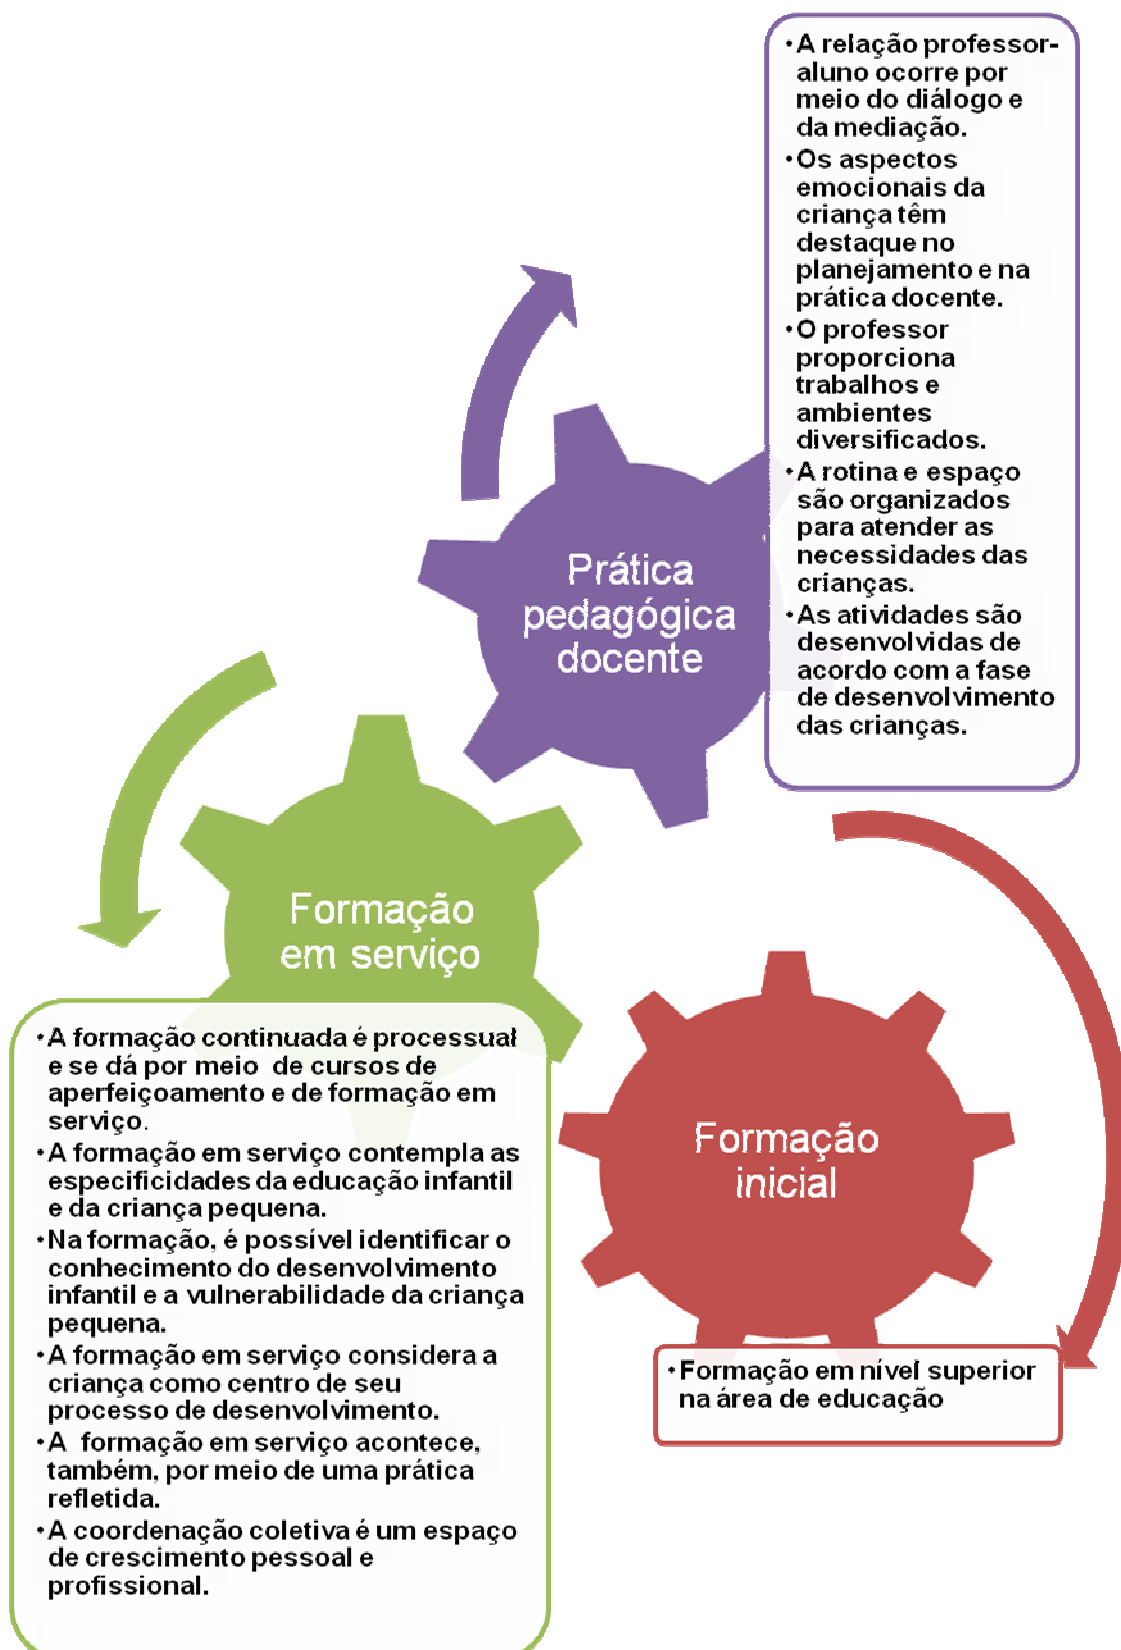 • A relação professor-
aluno ocorre por
meio do diálogo e
da mediação.
• Os aspectos
emocionais da
criança têm
destaque no
planejamento e na
prática docente.
• O professor
proporciona
trabalhos e
ambientes
diversificados.
• A rotina e espaço
são organizados
para atender as
necessidades das
crianças.
• As atividades são
desenvolvidas de
acordo com a fase
de desenvolvimento
das crianças.
Prática
pedagógica
docente
Formação
em serviço
• A formação continuada é processual
e se dá por meio de cursos de
aperfeiçoamento e de formação em
serviço.
• A formação em serviço contempla as
especificidades da educação infantil
e da criança pequena.
• Na formação, é possível identificar o
conhecimento do desenvolvimento
infantil e a vulnerabilidade da criança
pequena.
• A formação em serviço considera a
criança como centro de seu
processo de desenvolvimento.
• A formação em serviço acontece,
também, por meio de uma prática
refletida.
• A coordenação coletiva é um espaço
de crescimento pessoal e
profissional.
Formação
inicial
• Formação em nível superior
na área de educação